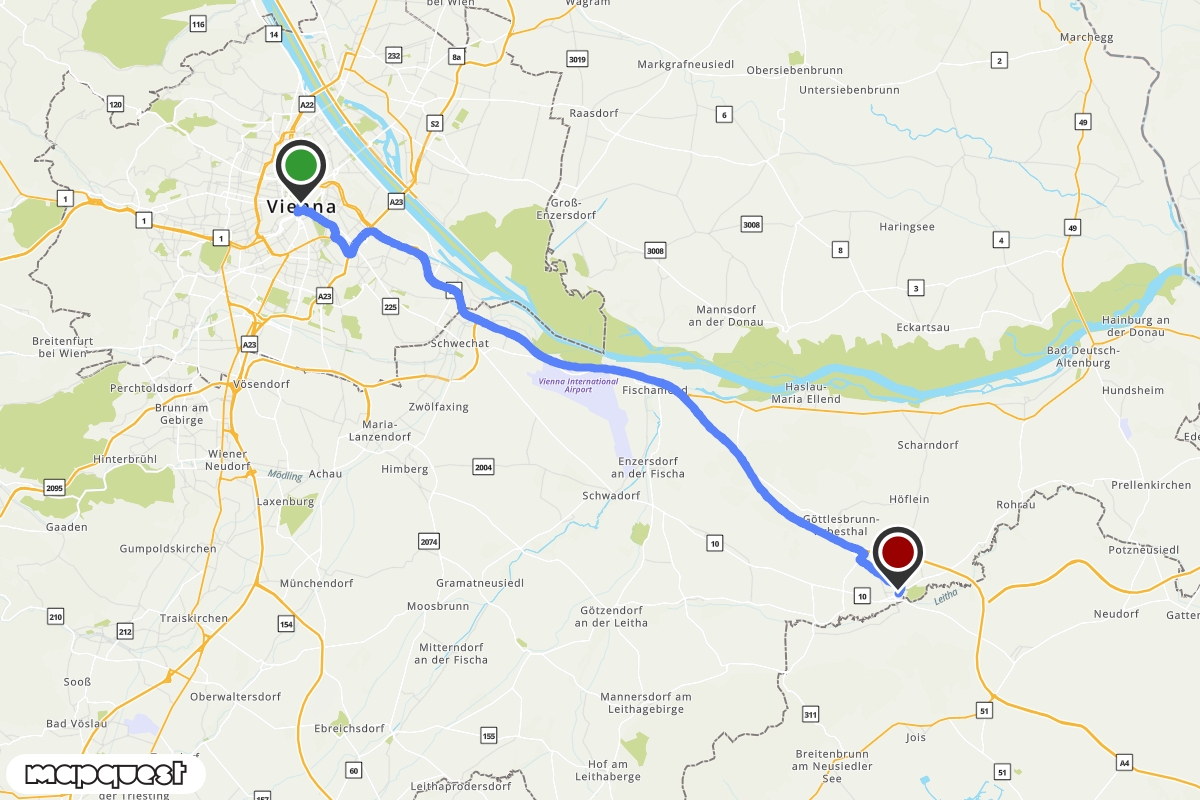 bei Wien
Wagram
116
14
232
8a
3019
Markgrafneusiedl
Obersiebenbrunn
2
Marchegg
Untersiebenbrunn
120
A22
S2
Raasdorf
6
49
1
1
1
Vienna
A23
Groß-
Enzersdorf
3008
3008
8
Haringsee
4
49
3
A23
225
Mannsdorf
an der Donau
Eckartsau
Hainburg an
der Donau
Breitenfurt
bei Wien
A23
Schwechat
Bad Deutsch-
Altenburg
Perchtoldsdorf
Vösendorf
Vienna International
Airport
Fischamend
Haslau-
Maria Ellend
Hundsheim
Brunn am
Gebirge
Zwölfaxing
Maria-
Lanzendorf
Scharndorf
Hinterbrühl
Wiener
Neudorf
Mödling
Achau
Himberg
2004
Enzersdorf
an der Fischa
2095
Laxenburg
Schwadorf
Höflein
Rohrau
Prellenkirchen
Gaaden
Göttlesbrunn-
Gumpoldskirchen
2074
10
Potzneusiedl
Münchendorf
Gramatneusiedl
10
Leitha
Moosbrunn
Götzendorf
an der Leitha
Neudorf
210
212
Traiskirchen
154
Mitterndorf
an der Fischa
Sooß
Oberwaltersdorf
Mannersdorf am
Leithagebirge
311
51
Bad Vöslau
Ebreichsdorf
155
Jois
Breitenbrunn
am Neusiedler
See
60
Hof am
Leithaberge
51
A4
mapquest
Leithaprodersdorf
der Triesting